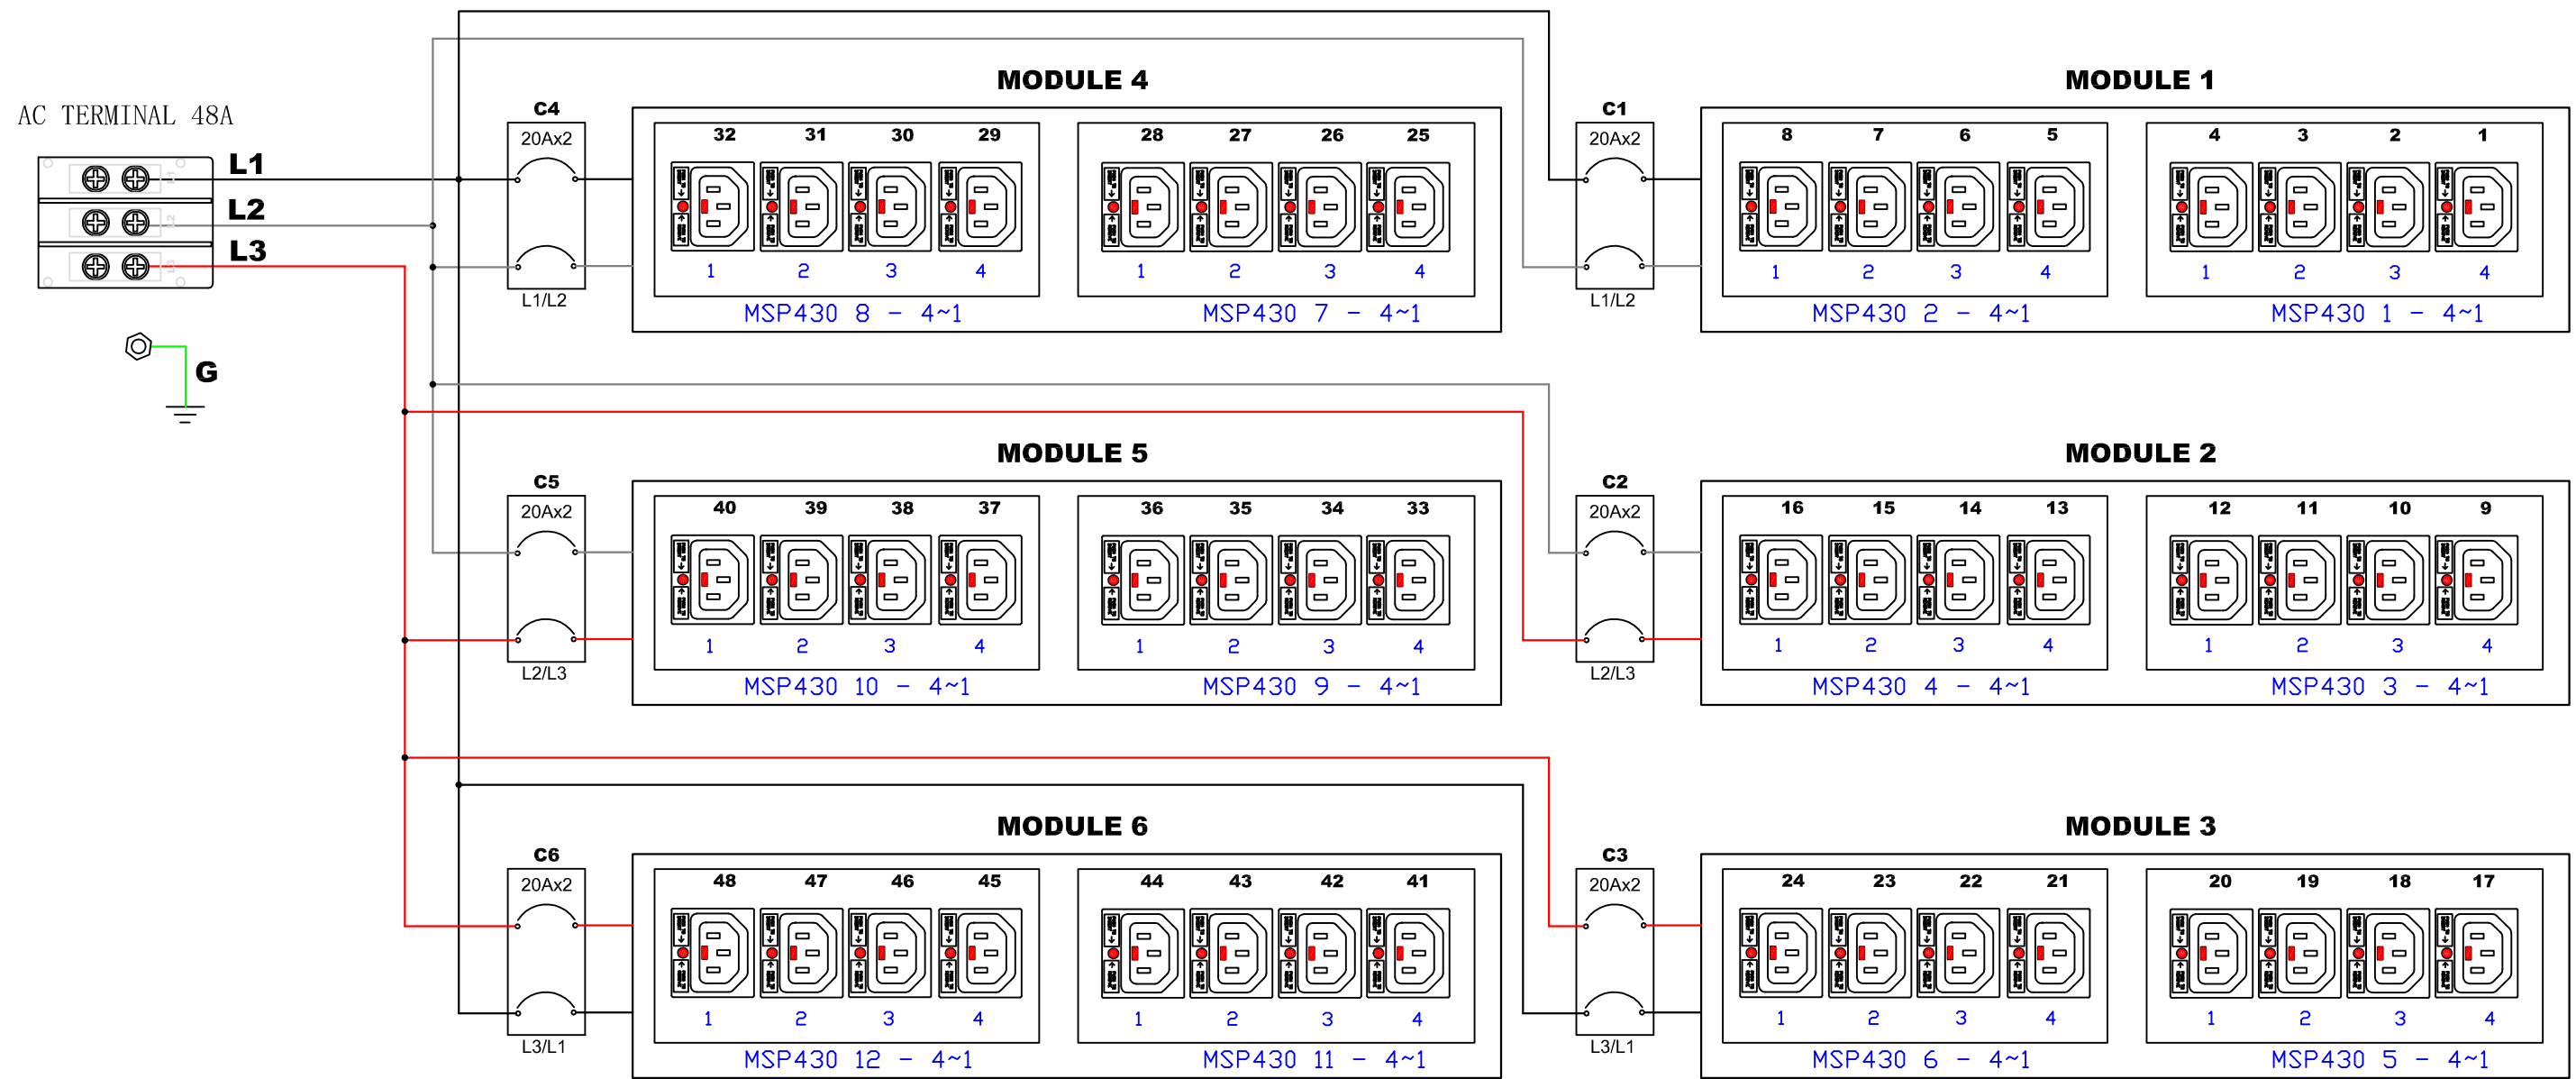 AC TERMINAL 48A
L1
L2
L3
G
MODULE 4
C4
20Ax2
L1/L2
32 31 30 29
1 2 3 4
MSP430 8 - 4~1
28 27 26 25
1 2 3 4
MSP430 7 - 4~1
MODULE 1
C1
20Ax2
L1/L2
8 7 6 5
1 2 3 4
MSP430 2 - 4~1
4 3 2 1
1 2 3 4
MSP430 1 - 4~1
MODULE 5
C5
20Ax2
L2/L3
40 39 38 37
1 2 3 4
MSP430 10 - 4~1
36 35 34 33
1 2 3 4
MSP430 9 - 4~1
MODULE 2
C2
20Ax2
L2/L3
16 15 14 13
1 2 3 4
MSP430 4 - 4~1
12 11 10 9
1 2 3 4
MSP430 3 - 4~1
MODULE 6
C6
20Ax2
L3/L1
48 47 46 45
1 2 3 4
MSP430 12 - 4~1
44 43 42 41
1 2 3 4
MSP430 11 - 4~1
MODULE 3
C3
20Ax2
L3/L1
24 23 22 21
1 2 3 4
MSP430 6 - 4~1
20 19 18 17
1 2 3 4
MSP430 5 - 4~1